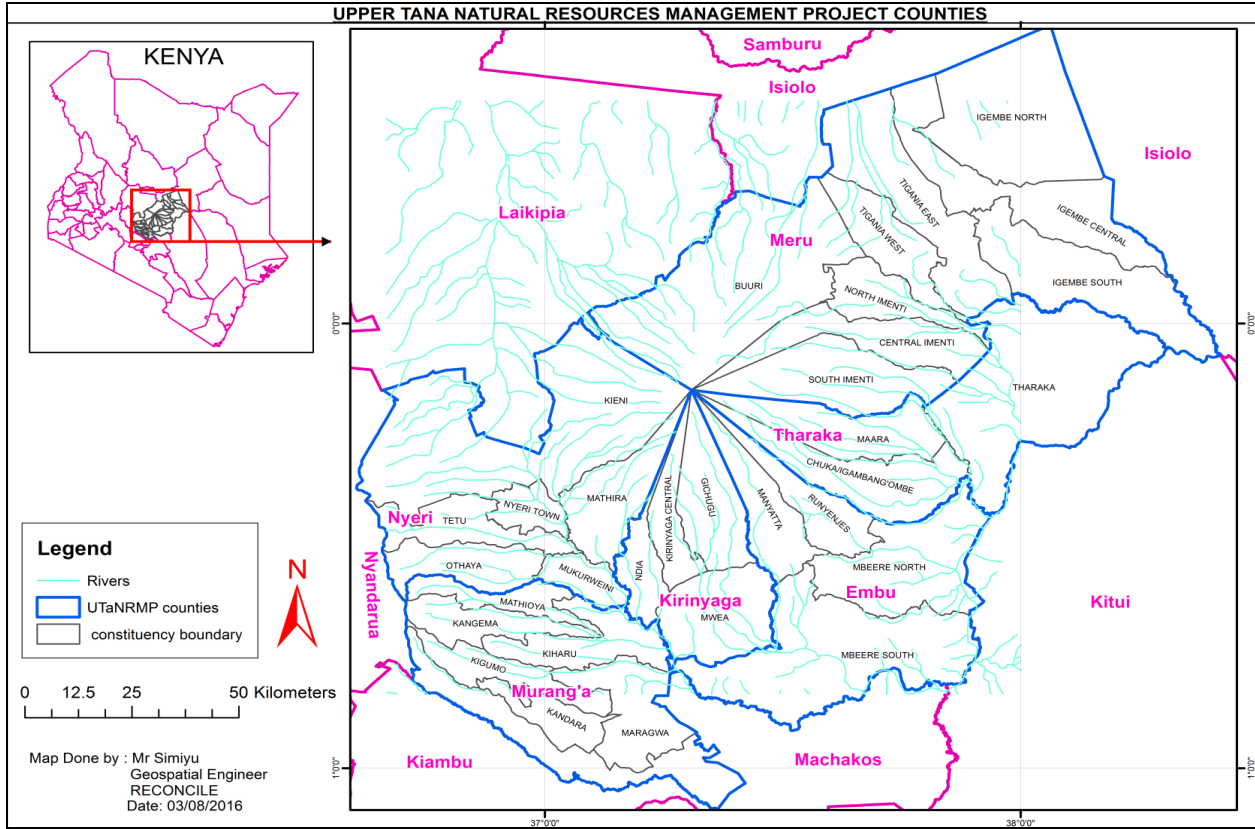 UPPER TANA NATURAL RESOURCES MANAGEMENT PROJECT COUNTIES
KENYA
Samburu
Isiolo
IGEMBE NORTH
Isiolo
Laikipia
TIGANIA EAST
TIGANIA WEST
IGEMBE CENTRAL
Meru
BUURI
IGEMBE SOUTH
NORTH IMENTI
0°0'0"
0°0'0"
CENTRAL IMENTI
SOUTH IMENTI
THARAKA
KIENI
Tharaka
MAARA
CHUKA/IGAMBANG'OMBE
MATHIRA
KIRINYAGA CENTRAL
GICHUGU
MANYATTA
RUNYENJES
NYERI TOWN
Nyeri
TETU
OTHAYA
MUKURWEINI
NDIA
MBEERE NORTH
Embu
Kirinyaga
MWEA
Kitui
Nyandarua
MATHIOYA
KANGEMA
KIHARU
MBEERE SOUTH
KIGUMO
Murang'a
KANDARA
MARAGWA
Kiambu
Machakos
1°0'0"
1°0'0"
37°0'0"
38°0'0"
Legend
Rivers
UTaNRMP counties
constituency boundary
N
0 12.5 25 50 Kilometers
Map Done by : Mr Simiyu
Geospatial Engineer
RECONCILE
Date: 03/08/2016